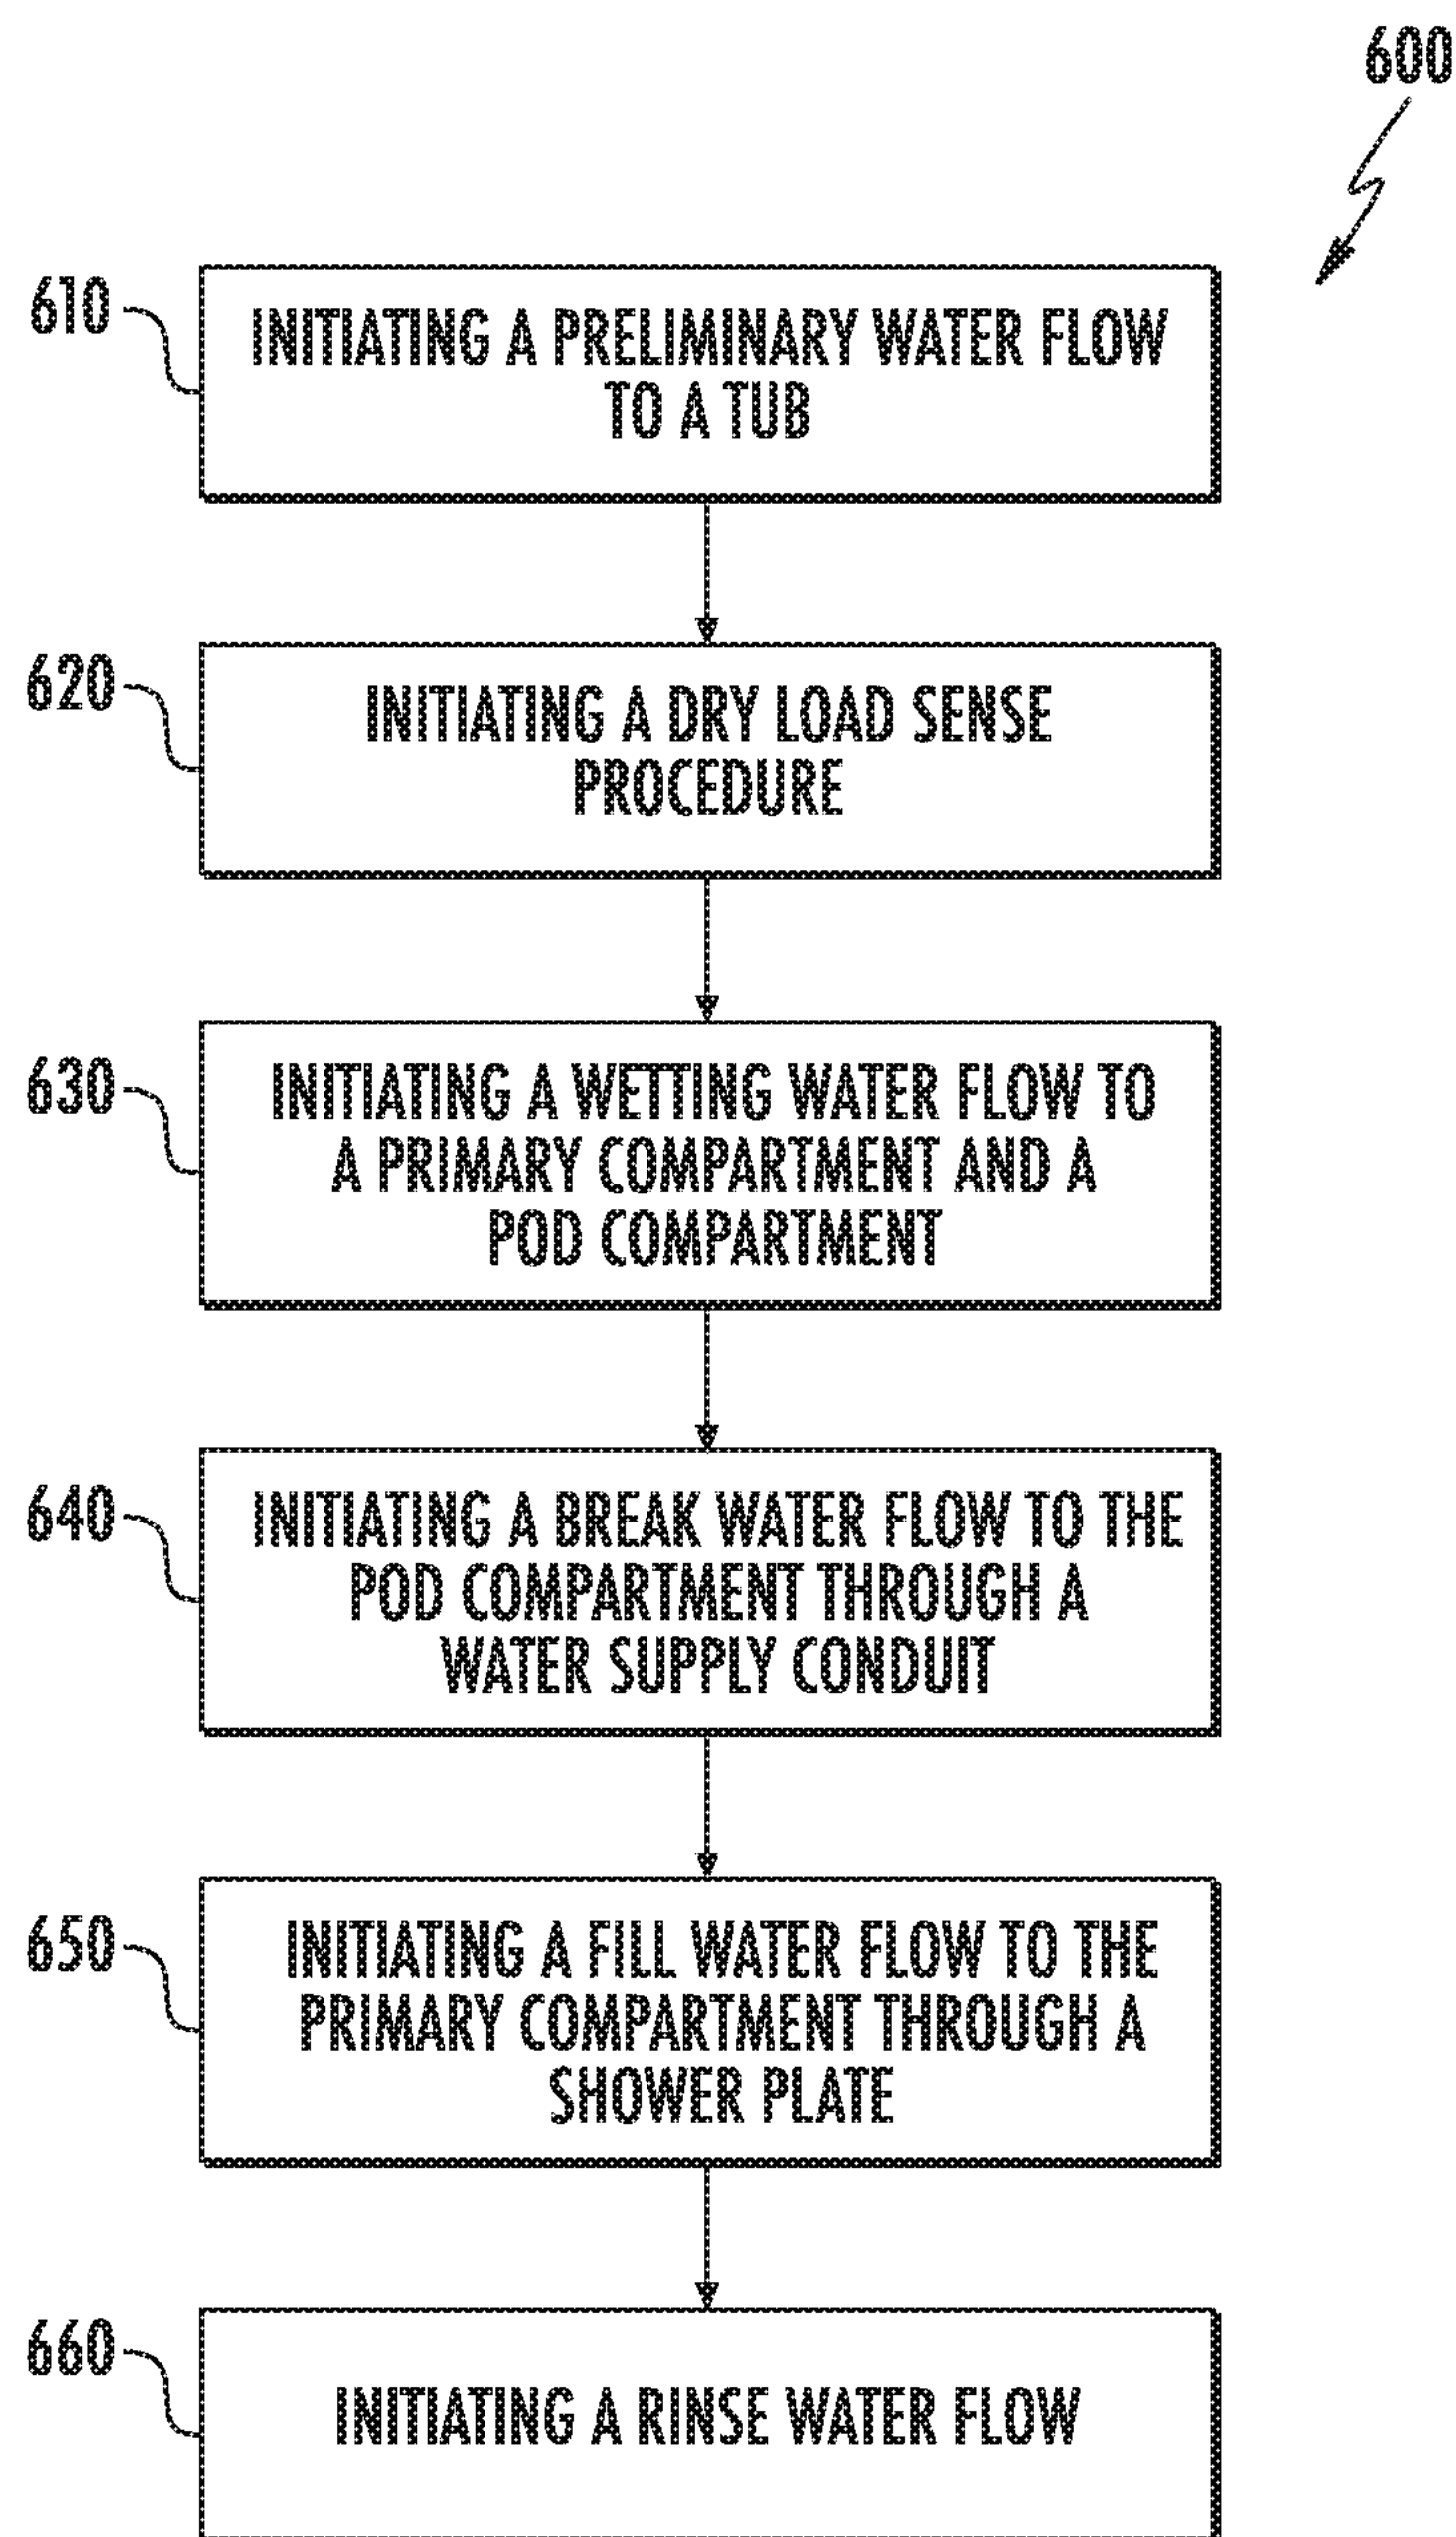 600
610
INITIATING A PRELIMINARY WATER FLOW
TO A TUB
620
INITIATING A DRY LOAD SENSE
PROCEDURE
630
INITIATING A WETTING WATER FLOW TO
A PRIMARY COMPARTMENT AND A
POD COMPARTMENT
640
INITIATING A BREAK WATER FLOW TO THE
POD COMPARTMENT THROUGH A
WATER SUPPLY CONDUIT
650
INITIATING A FILL WATER FLOW TO THE
PRIMARY COMPARTMENT THROUGH A
SHOWER PLATE
660
INITIATING A RINSE WATER FLOW